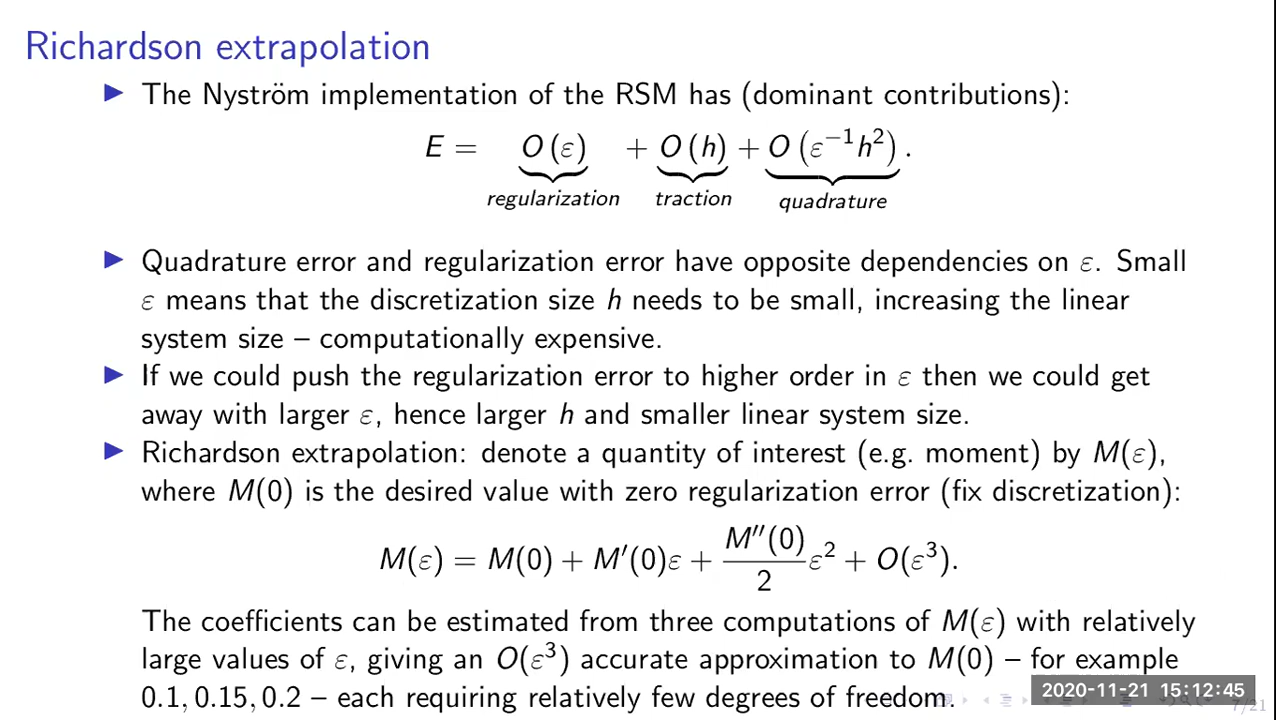 Richardson extrapolation
▶ The Nyström implementation of the RSM has (dominant contributions):
E = O(ε) + O(h) + O(ε⁻¹h²).
regularization traction quadrature
▶ Quadrature error and regularization error have opposite dependencies on ε. Small
ε means that the discretization size h needs to be small, increasing the linear
system size – computationally expensive.
▶ If we could push the regularization error to higher order in ε then we could get
away with larger ε, hence larger h and smaller linear system size.
▶ Richardson extrapolation: denote a quantity of interest (e.g. moment) by M(ε),
where M(0) is the desired value with zero regularization error (fix discretization):
M(ε) = M(0) + M′(0)ε + M″(0)/2 ε² + O(ε³).
The coefficients can be estimated from three computations of M(ε) with relatively
large values of ε, giving an O(ε³) accurate approximation to M(0) – for example
0.1, 0.15, 0.2 – each requiring relatively few degrees of freedom.
2020-11-21 15:12:45
7/21